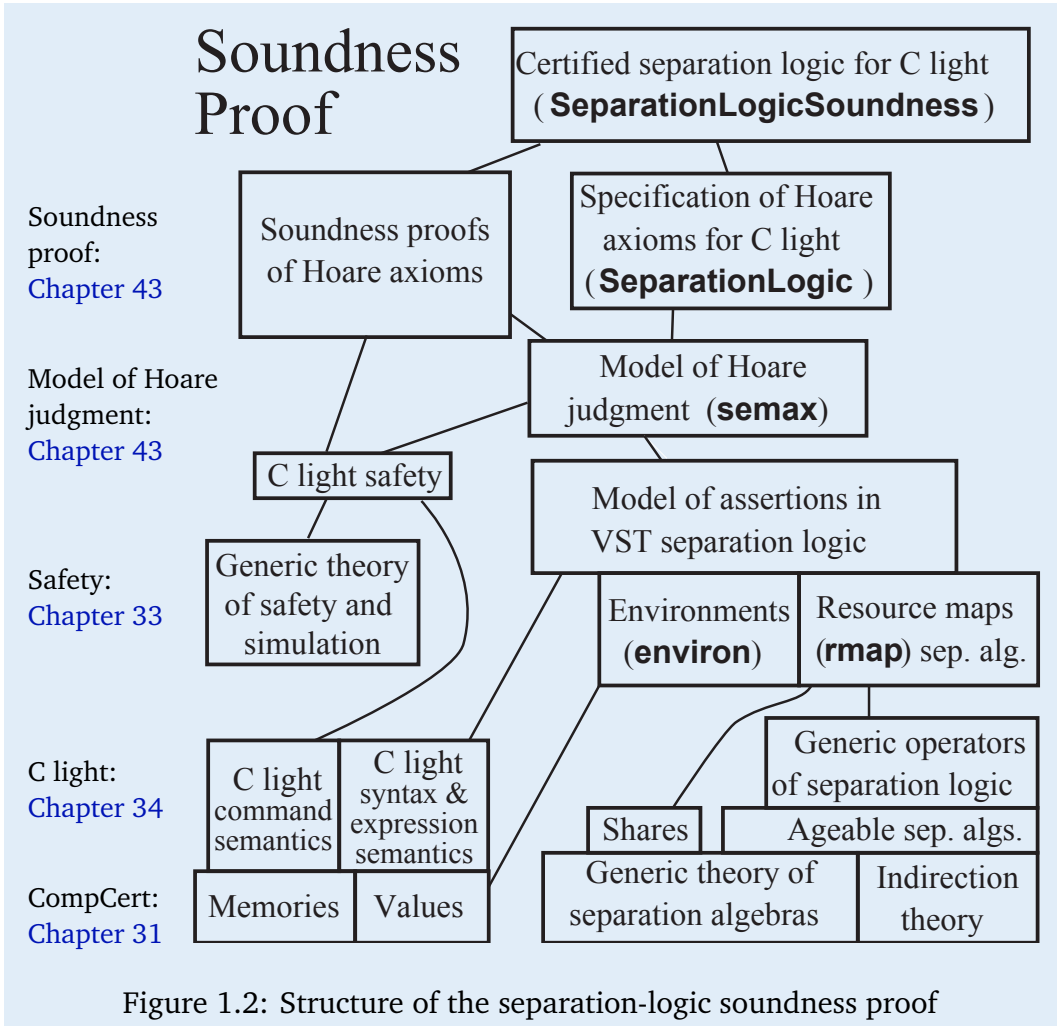 Soundness
Proof
Certified separation logic for C light
( SeparationLogicSoundness )
Soundness
proof:
Chapter 43
Soundness proofs
of Hoare axioms
Specification of Hoare
axioms for C light
( SeparationLogic )
Model of Hoare
judgment:
Chapter 43
Model of Hoare
judgment (semax)
C light safety
Model of assertions in
VST separation logic
Safety:
Chapter 33
Generic theory
of safety and
simulation
Environments
(environ)
Resource maps
(rmap) sep. alg.
C light:
Chapter 34
C light
command
semantics
C light
syntax &
expression
semantics
Generic operators
of separation logic
Shares
Ageable sep. algs.
CompCert:
Chapter 31
Memories
Values
Generic theory of
separation algebras
Indirection
theory
Figure 1.2: Structure of the separation-logic soundness proof